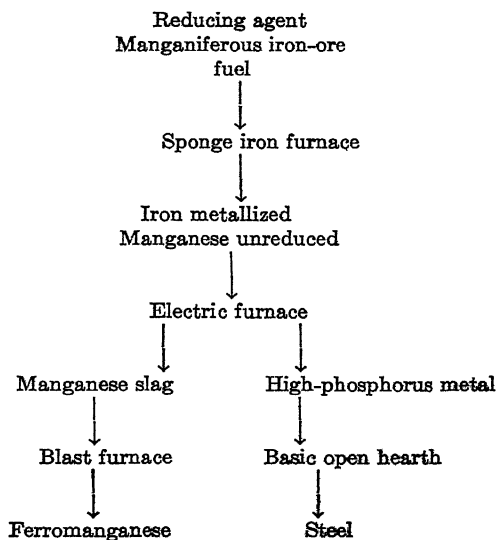 Reducing agent
Manganiferous iron-ore
fuel
Sponge iron furnace
Iron metallized
Manganese unreduced
Electric furnace
Manganese slag
High-phosphorus metal
Blast furnace
Basic open hearth
Ferromanganese
Steel